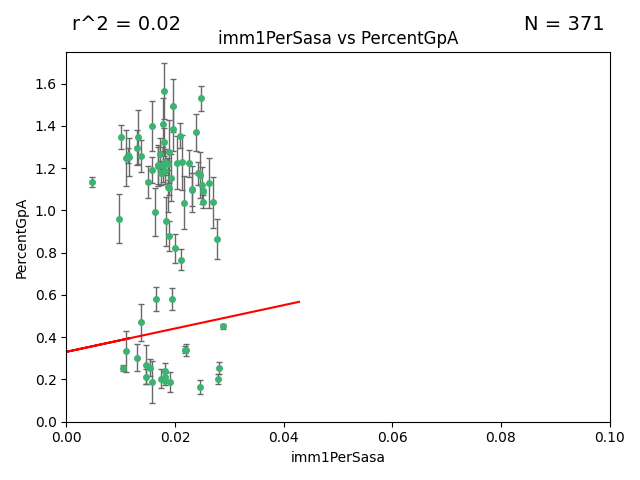 r^2 = 0.02
N = 371
imm1PerSasa vs PercentGpA
PercentGpA
1.6
1.4
1.2
1.0
0.8
0.6
0.4
0.2
0.0
0.00 0.02 0.04 0.06 0.08 0.10
imm1PerSasa